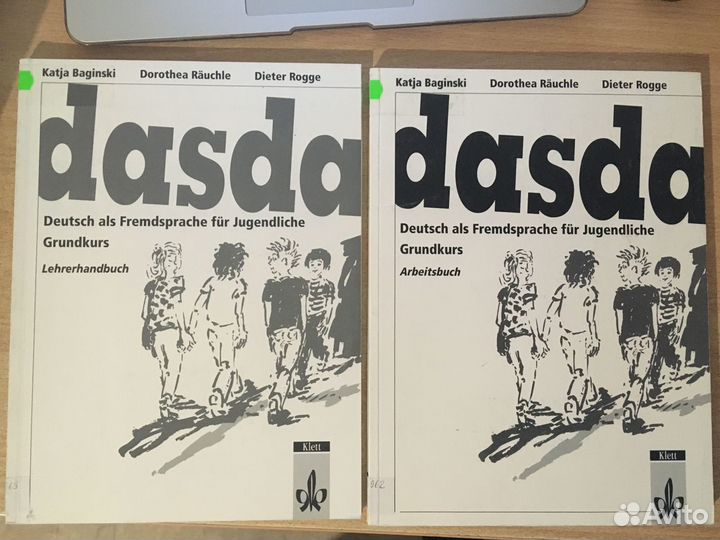 Katja Baginski Dorothea Räuchle Dieter Rogge
dasda
Deutsch als Fremdsprache für Jugendliche
Grundkurs
Lehrerhandbuch
Klett
Katja Baginski Dorothea Räuchle Dieter Rogge
dasda
Deutsch als Fremdsprache für Jugendliche
Grundkurs
Arbeitsbuch
Klett
Avito